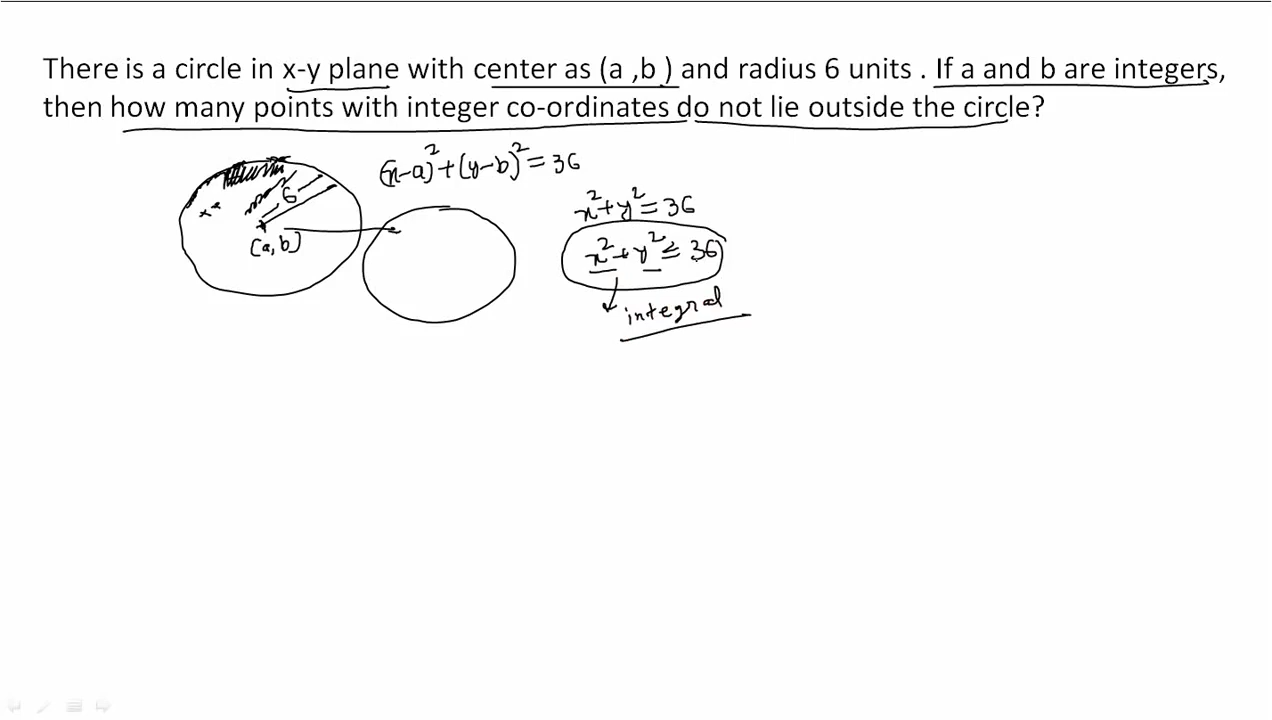 There is a circle in x-y plane with center as (a ,b ) and radius 6 units . If a and b are integers,
then how many points with integer co-ordinates do not lie outside the circle?
(x-a)²+(y-b)²=36
6
(a,b)
x²+y²=36
x²+y²≤36
integral